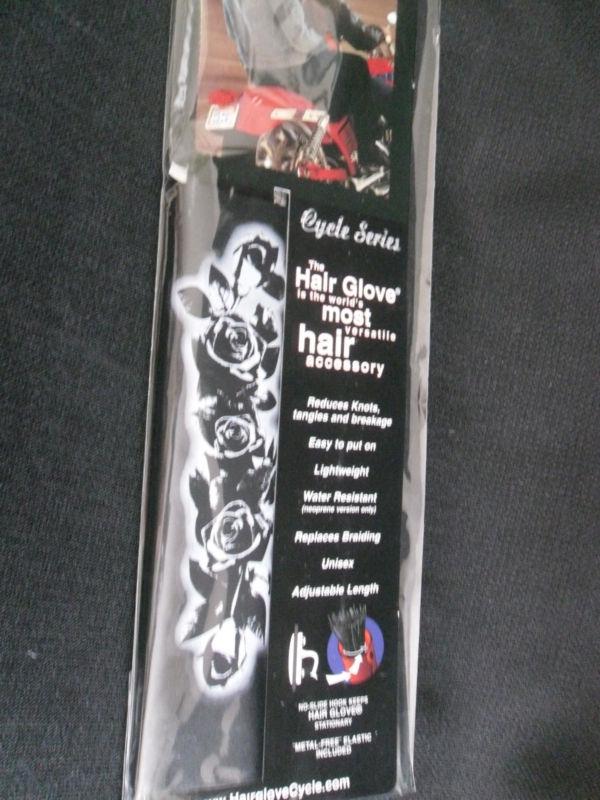 Cycle Series
The
Hair Glove®
is the world's
most
versatile
hair
accessory
Reduces Knots,
tangles and breakage
Easy to put on
Lightweight
Water Resistant
(neoprene version only)
Replaces Braiding
Unisex
Adjustable Length
NO-SLIDE HOOK KEEPS
HAIR GLOVE®
STATIONARY
"METAL-FREE" ELASTIC
INCLUDED
www.HairgloveCycle.com